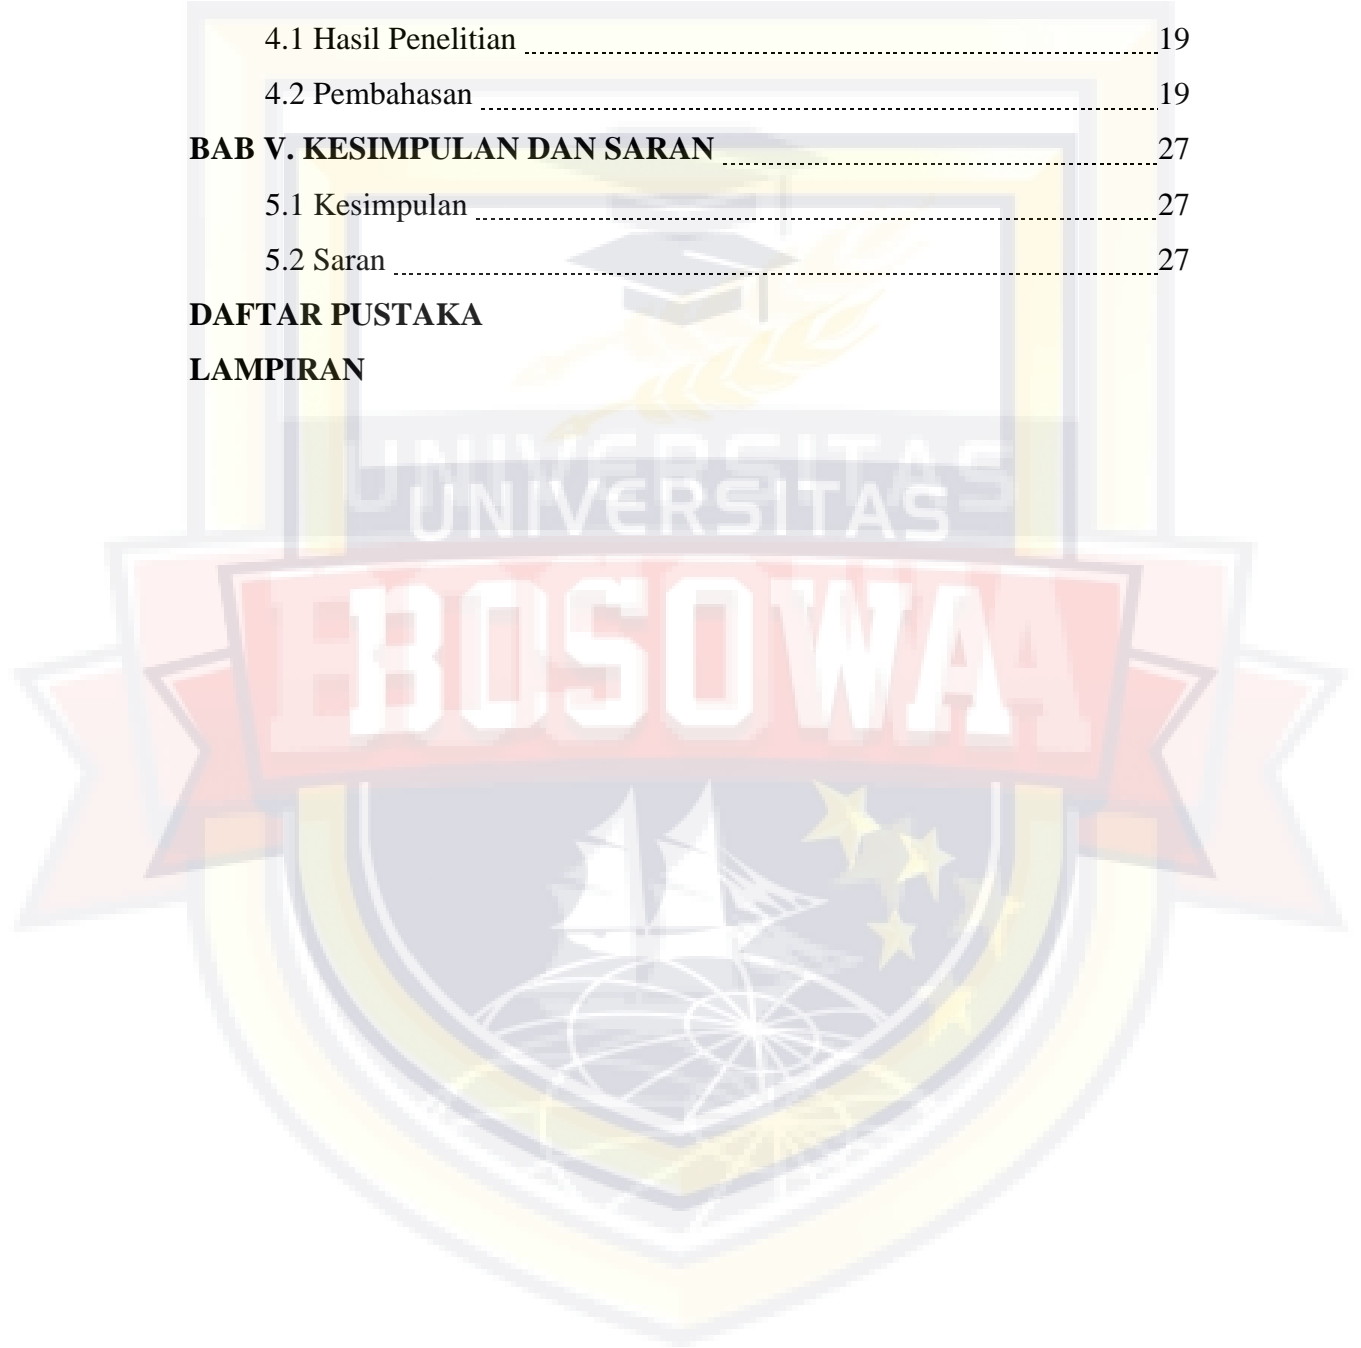 4.1 Hasil Penelitian 19
4.2 Pembahasan 19
BAB V. KESIMPULAN DAN SARAN 27
5.1 Kesimpulan 27
5.2 Saran 27
DAFTAR PUSTAKA
LAMPIRAN
UNIVERSITAS
UNIVERSITAS
BOSOWA